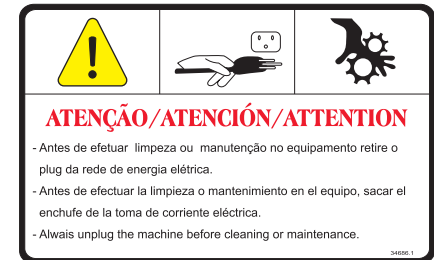 ATENÇÃO/ATENCIÓN/ATTENTION
- Antes de efetuar limpeza ou manutenção no equipamento retire o
plug da rede de energia elétrica.
- Antes de efectuar la limpieza o mantenimiento en el equipo, sacar el
enchufe de la toma de corriente eléctrica.
- Alwais unplug the machine before cleaning or maintenance.
34686.1